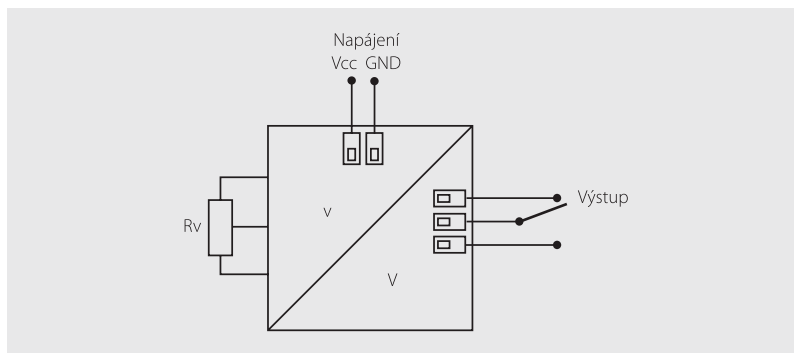 Napájení
Vcc GND
Rv
v
V
Výstup